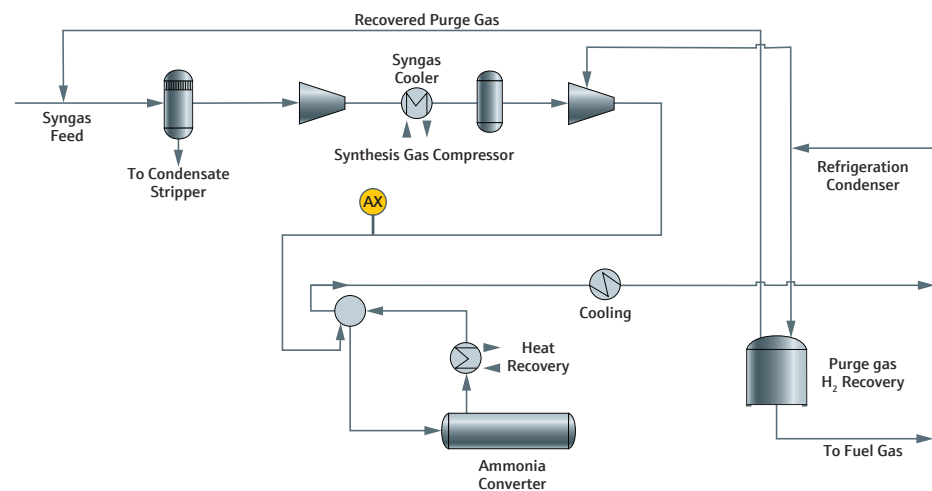 Recovered Purge Gas
Syngas
Cooler
Syngas
Feed
Synthesis Gas Compressor
To Condensate
Stripper
Refrigeration
Condenser
AX
Cooling
Heat
Recovery
Purge gas
H₂ Recovery
To Fuel Gas
Ammonia
Converter